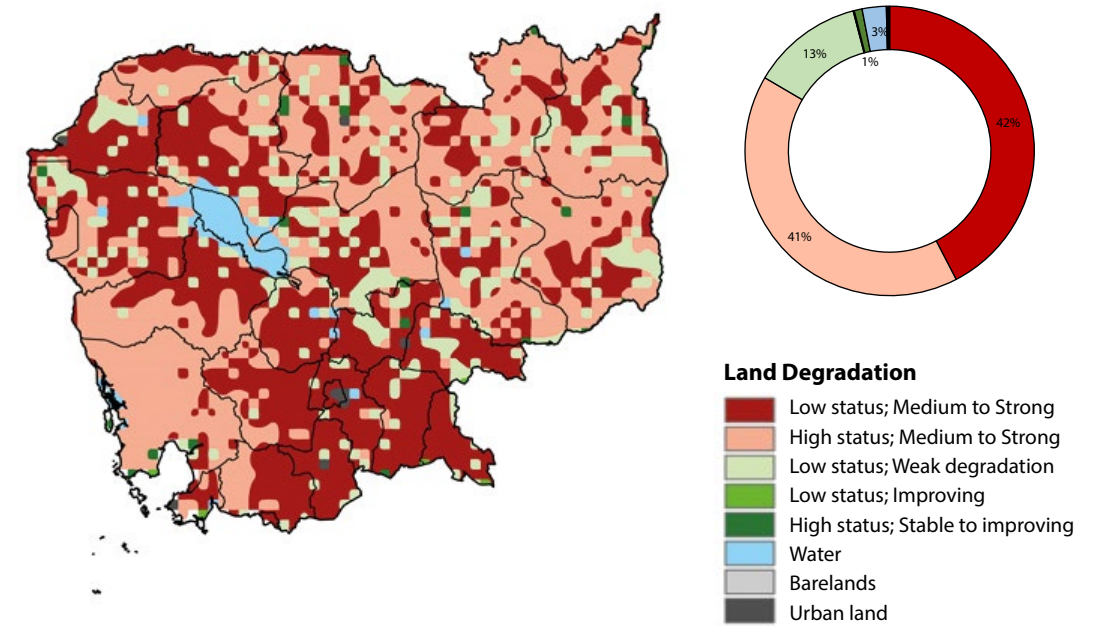 3%
13%
1%
42%
41%
Land Degradation
Low status; Medium to Strong
High status; Medium to Strong
Low status; Weak degradation
Low status; Improving
High status; Stable to improving
Water
Barelands
Urban land